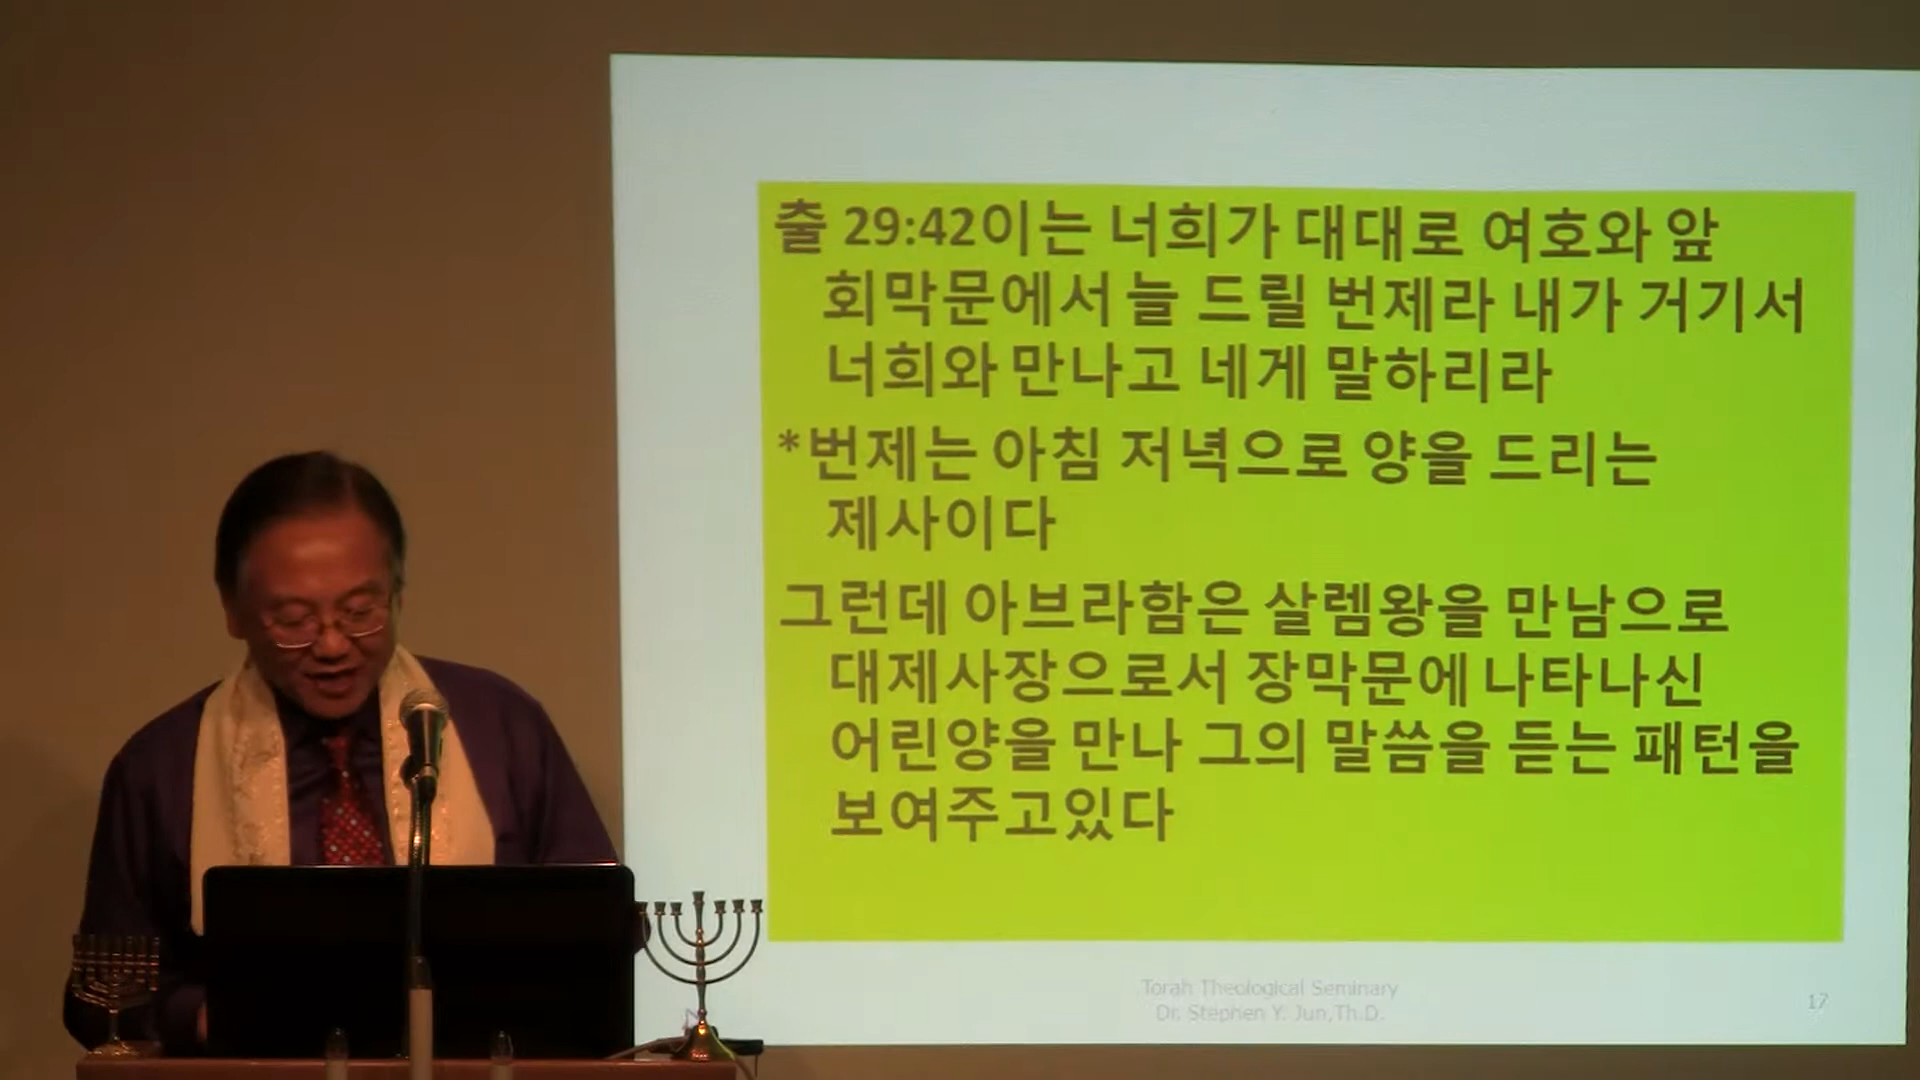 출 29:42이는 너희가 대대로 여호와 앞
회막문에서 늘 드릴 번제라 내가 거기서
너희와 만나고 네게 말하리라
*번제는 아침 저녁으로 양을 드리는
제사이다
그런데 아브라함은 살렘왕을 만남으로
대제사장으로서 장막문에 나타나신
어린양을 만나 그의 말씀을 듣는 패턴을
보여주고있다
Torah Theological Seminary
Dr. Stephen Y. Jun,Th.D.
17